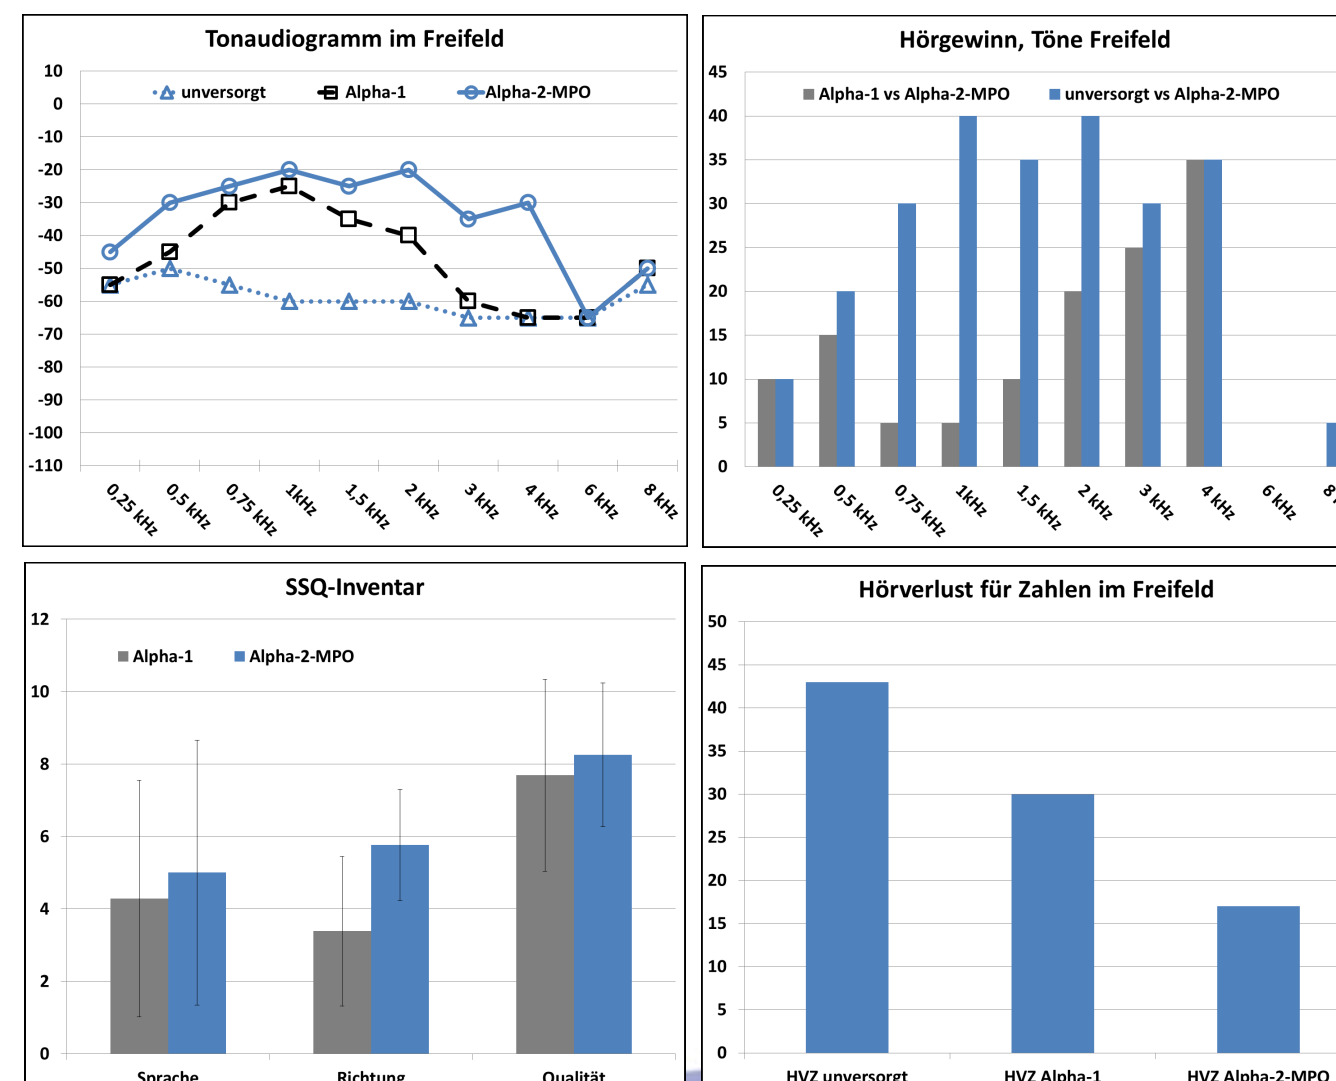 Tonaudiogramm im Freifeld
10
0
-10
-20
-30
-40
-50
-60
-70
-80
-90
-100
-110
unversorgt
Alpha-1
Alpha-2-MPO
0,25 kHz
0,5 kHz
0,75 kHz
1kHz
1,5 kHz
2 kHz
3 kHz
4 kHz
6 kHz
8 kHz
Hörgewinn, Töne Freifeld
45
40
35
30
25
20
15
10
5
0
Alpha-1 vs Alpha-2-MPO
unversorgt vs Alpha-2-MPO
0,25 kHz
0,5 kHz
0,75 kHz
1kHz
1,5 kHz
2 kHz
3 kHz
4 kHz
6 kHz
8
SSQ-Inventar
12
10
8
6
4
2
0
Alpha-1
Alpha-2-MPO
Sprache
Richtung
Qualität
Hörverlust für Zahlen im Freifeld
50
45
40
35
30
25
20
15
10
5
0
HVZ unversorgt
HVZ Alpha-1
HVZ Alpha-2-MPO